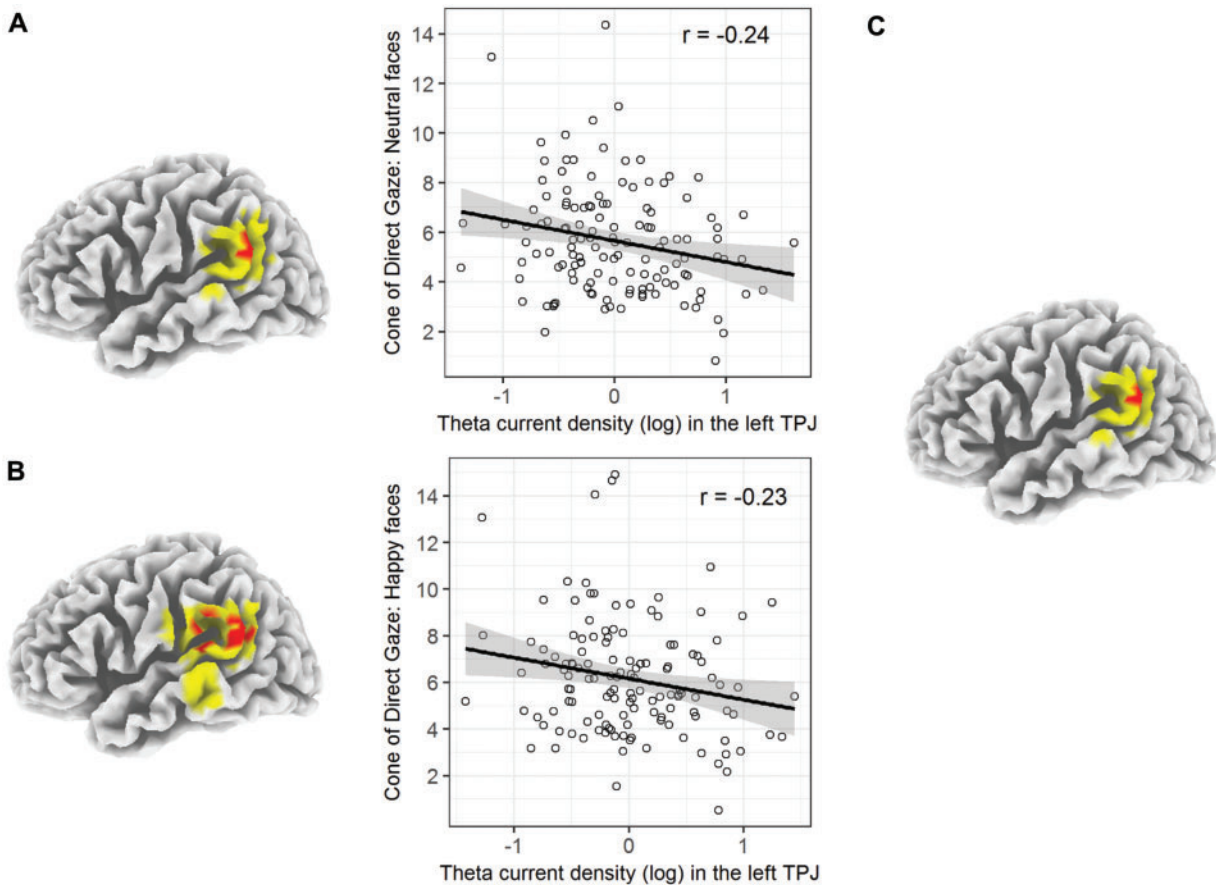 A
Cone of Direct Gaze: Neutral faces
14
12
10
8
6
4
2
r = -0.24
-1 0 1
Theta current density (log) in the left TPJ
B
Cone of Direct Gaze: Happy faces
14
12
10
8
6
4
2
r = -0.23
-1 0 1
Theta current density (log) in the left TPJ
C